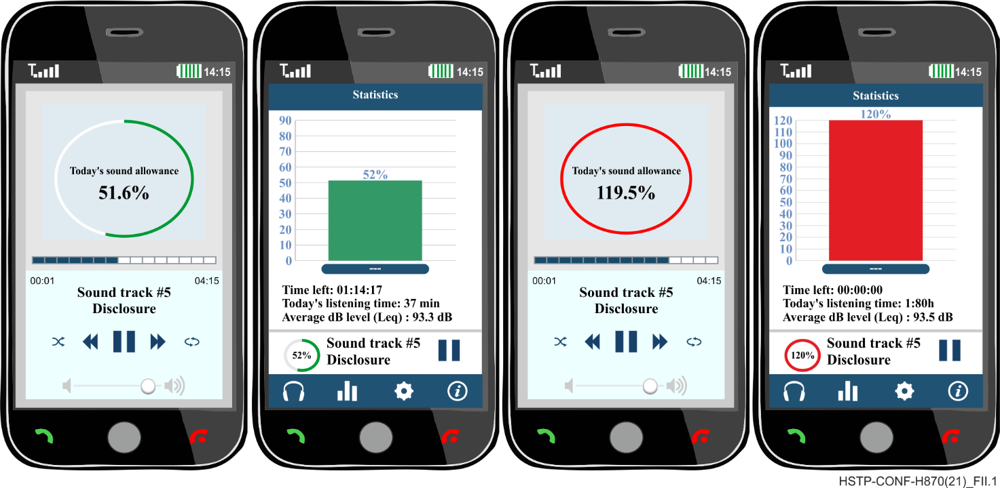 14:15
Today's sound allowance
51.6%
00:01 04:15
Sound track #5
Disclosure
14:15
Statistics
90
80
70
60
52%
50
40
30
20
10
0
---
Time left: 01:14:17
Today's listening time: 37 min
Average dB level (Leq) : 93.3 dB
52%
Sound track #5
Disclosure
i
14:15
Today's sound allowance
119.5%
00:01 04:15
Sound track #5
Disclosure
14:15
Statistics
120%
120
110
100
90
80
70
60
50
40
30
20
10
0
---
Time left: 00:00:00
Today's listening time: 1:80h
Average dB level (Leq) : 93.5 dB
120%
Sound track #5
Disclosure
i
HSTP-CONF-H870(21)_FII.1